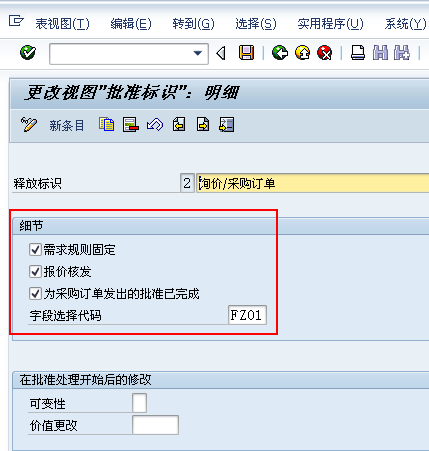 表视图(T) 编辑(E) 转到(G) 选择(S) 实用程序(U) 系统(Y)
更改视图"批准标识": 明细
新条目
释放标识 2 询价/采购订单
细节
需求规则固定
报价核发
为采购订单发出的批准已完成
字段选择代码 FZ01
在批准处理开始后的修改
可变性
价值更改